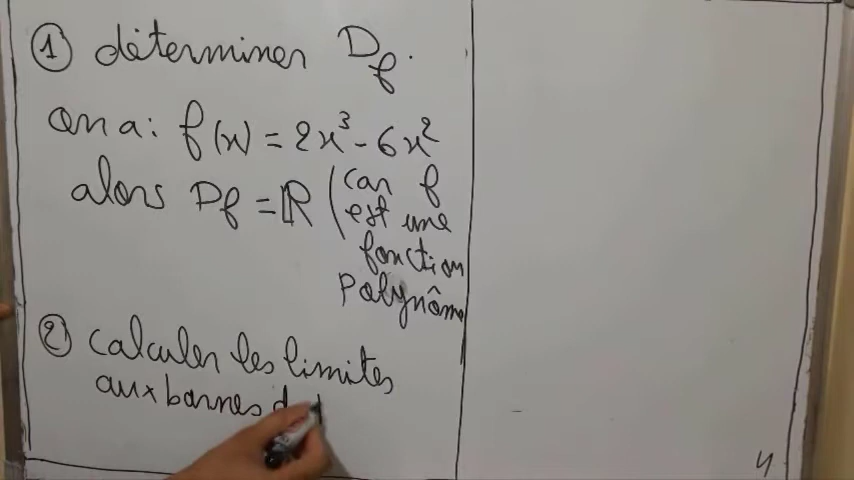 ① déterminer Df.
on a: f(x) = 2x³ - 6x²
alors Df = ℝ (car f
est une
fonction
Polynôme
② calculer les limites
aux bornes d
4